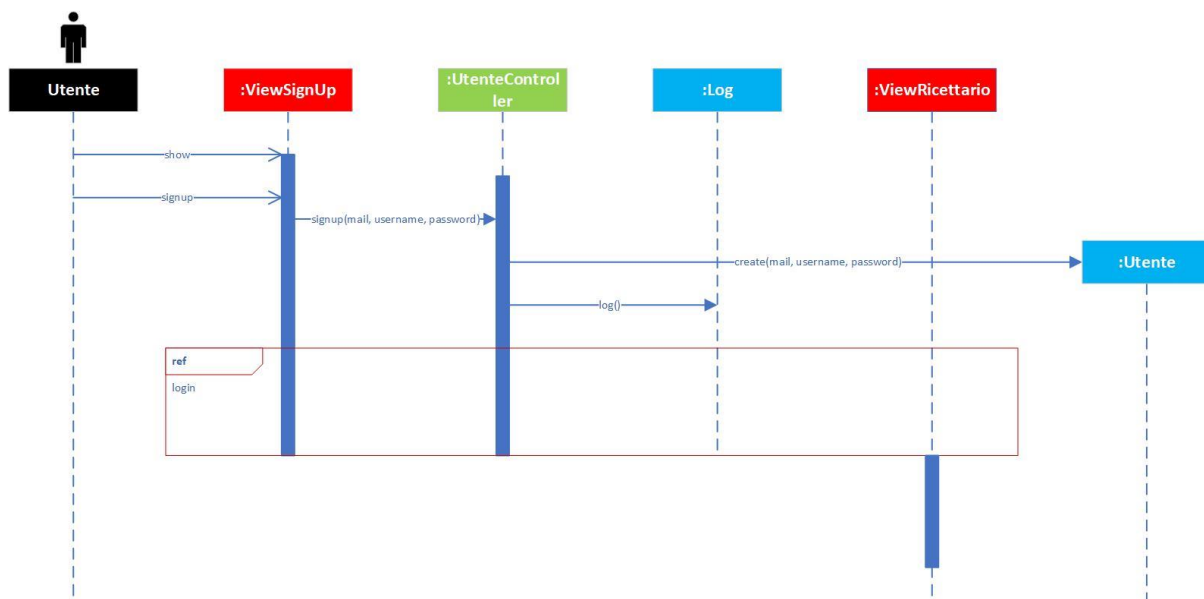 Utente
:ViewSignUp
:UtenteControl
ler
:Log
:ViewRicettario
show
signup
signup(mail, username, password)
create(mail, username, password)
:Utente
log()
ref
login